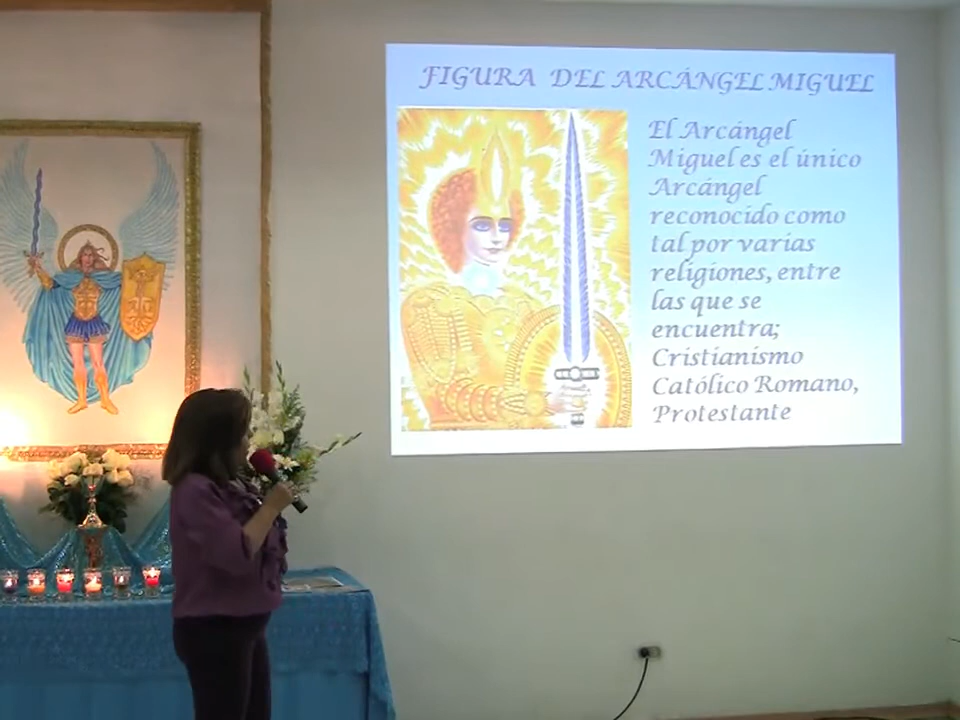 FIGURA DEL ARCÁNGEL MIGUEL
El Arcángel
Miguel es el único
Arcángel
reconocido como
tal por varias
religiones, entre
las que se
encuentra;
Cristianismo
Católico Romano,
Protestante